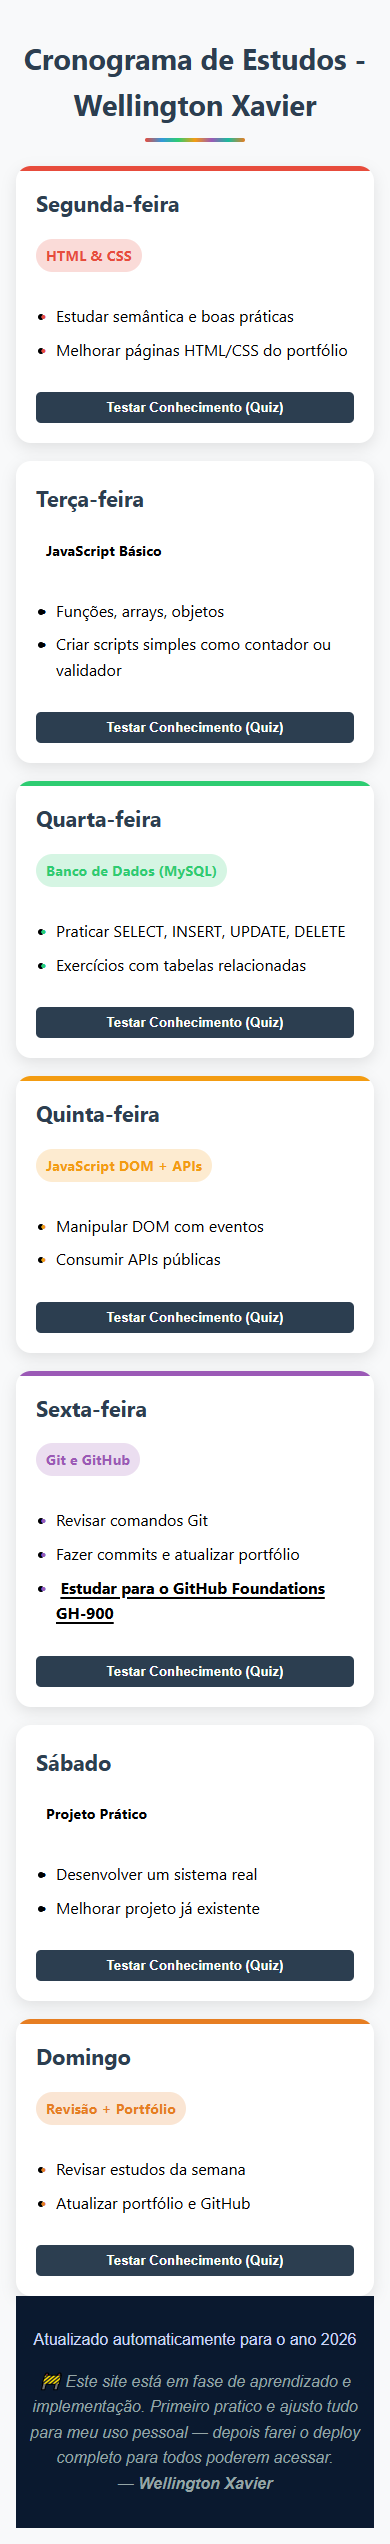 Cronograma de Estudos -
Wellington Xavier
Segunda-feira
HTML & CSS
Estudar semântica e boas práticas
Melhorar páginas HTML/CSS do portfólio
Testar Conhecimento (Quiz)
Terça-feira
JavaScript Básico
Funções, arrays, objetos
Criar scripts simples como contador ou
validador
Testar Conhecimento (Quiz)
Quarta-feira
Banco de Dados (MySQL)
Praticar SELECT, INSERT, UPDATE, DELETE
Exercícios com tabelas relacionadas
Testar Conhecimento (Quiz)
Quinta-feira
JavaScript DOM + APIs
Manipular DOM com eventos
Consumir APIs públicas
Testar Conhecimento (Quiz)
Sexta-feira
Git e GitHub
Revisar comandos Git
Fazer commits e atualizar portfólio
Estudar para o GitHub Foundations
GH-900
Testar Conhecimento (Quiz)
Sábado
Projeto Prático
Desenvolver um sistema real
Melhorar projeto já existente
Testar Conhecimento (Quiz)
Domingo
Revisão + Portfólio
Revisar estudos da semana
Atualizar portfólio e GitHub
Testar Conhecimento (Quiz)
Atualizado automaticamente para o ano 2026
🚧 Este site está em fase de aprendizado e
implementação. Primeiro pratico e ajusto tudo
para meu uso pessoal — depois farei o deploy
completo para todos poderem acessar.
— Wellington Xavier